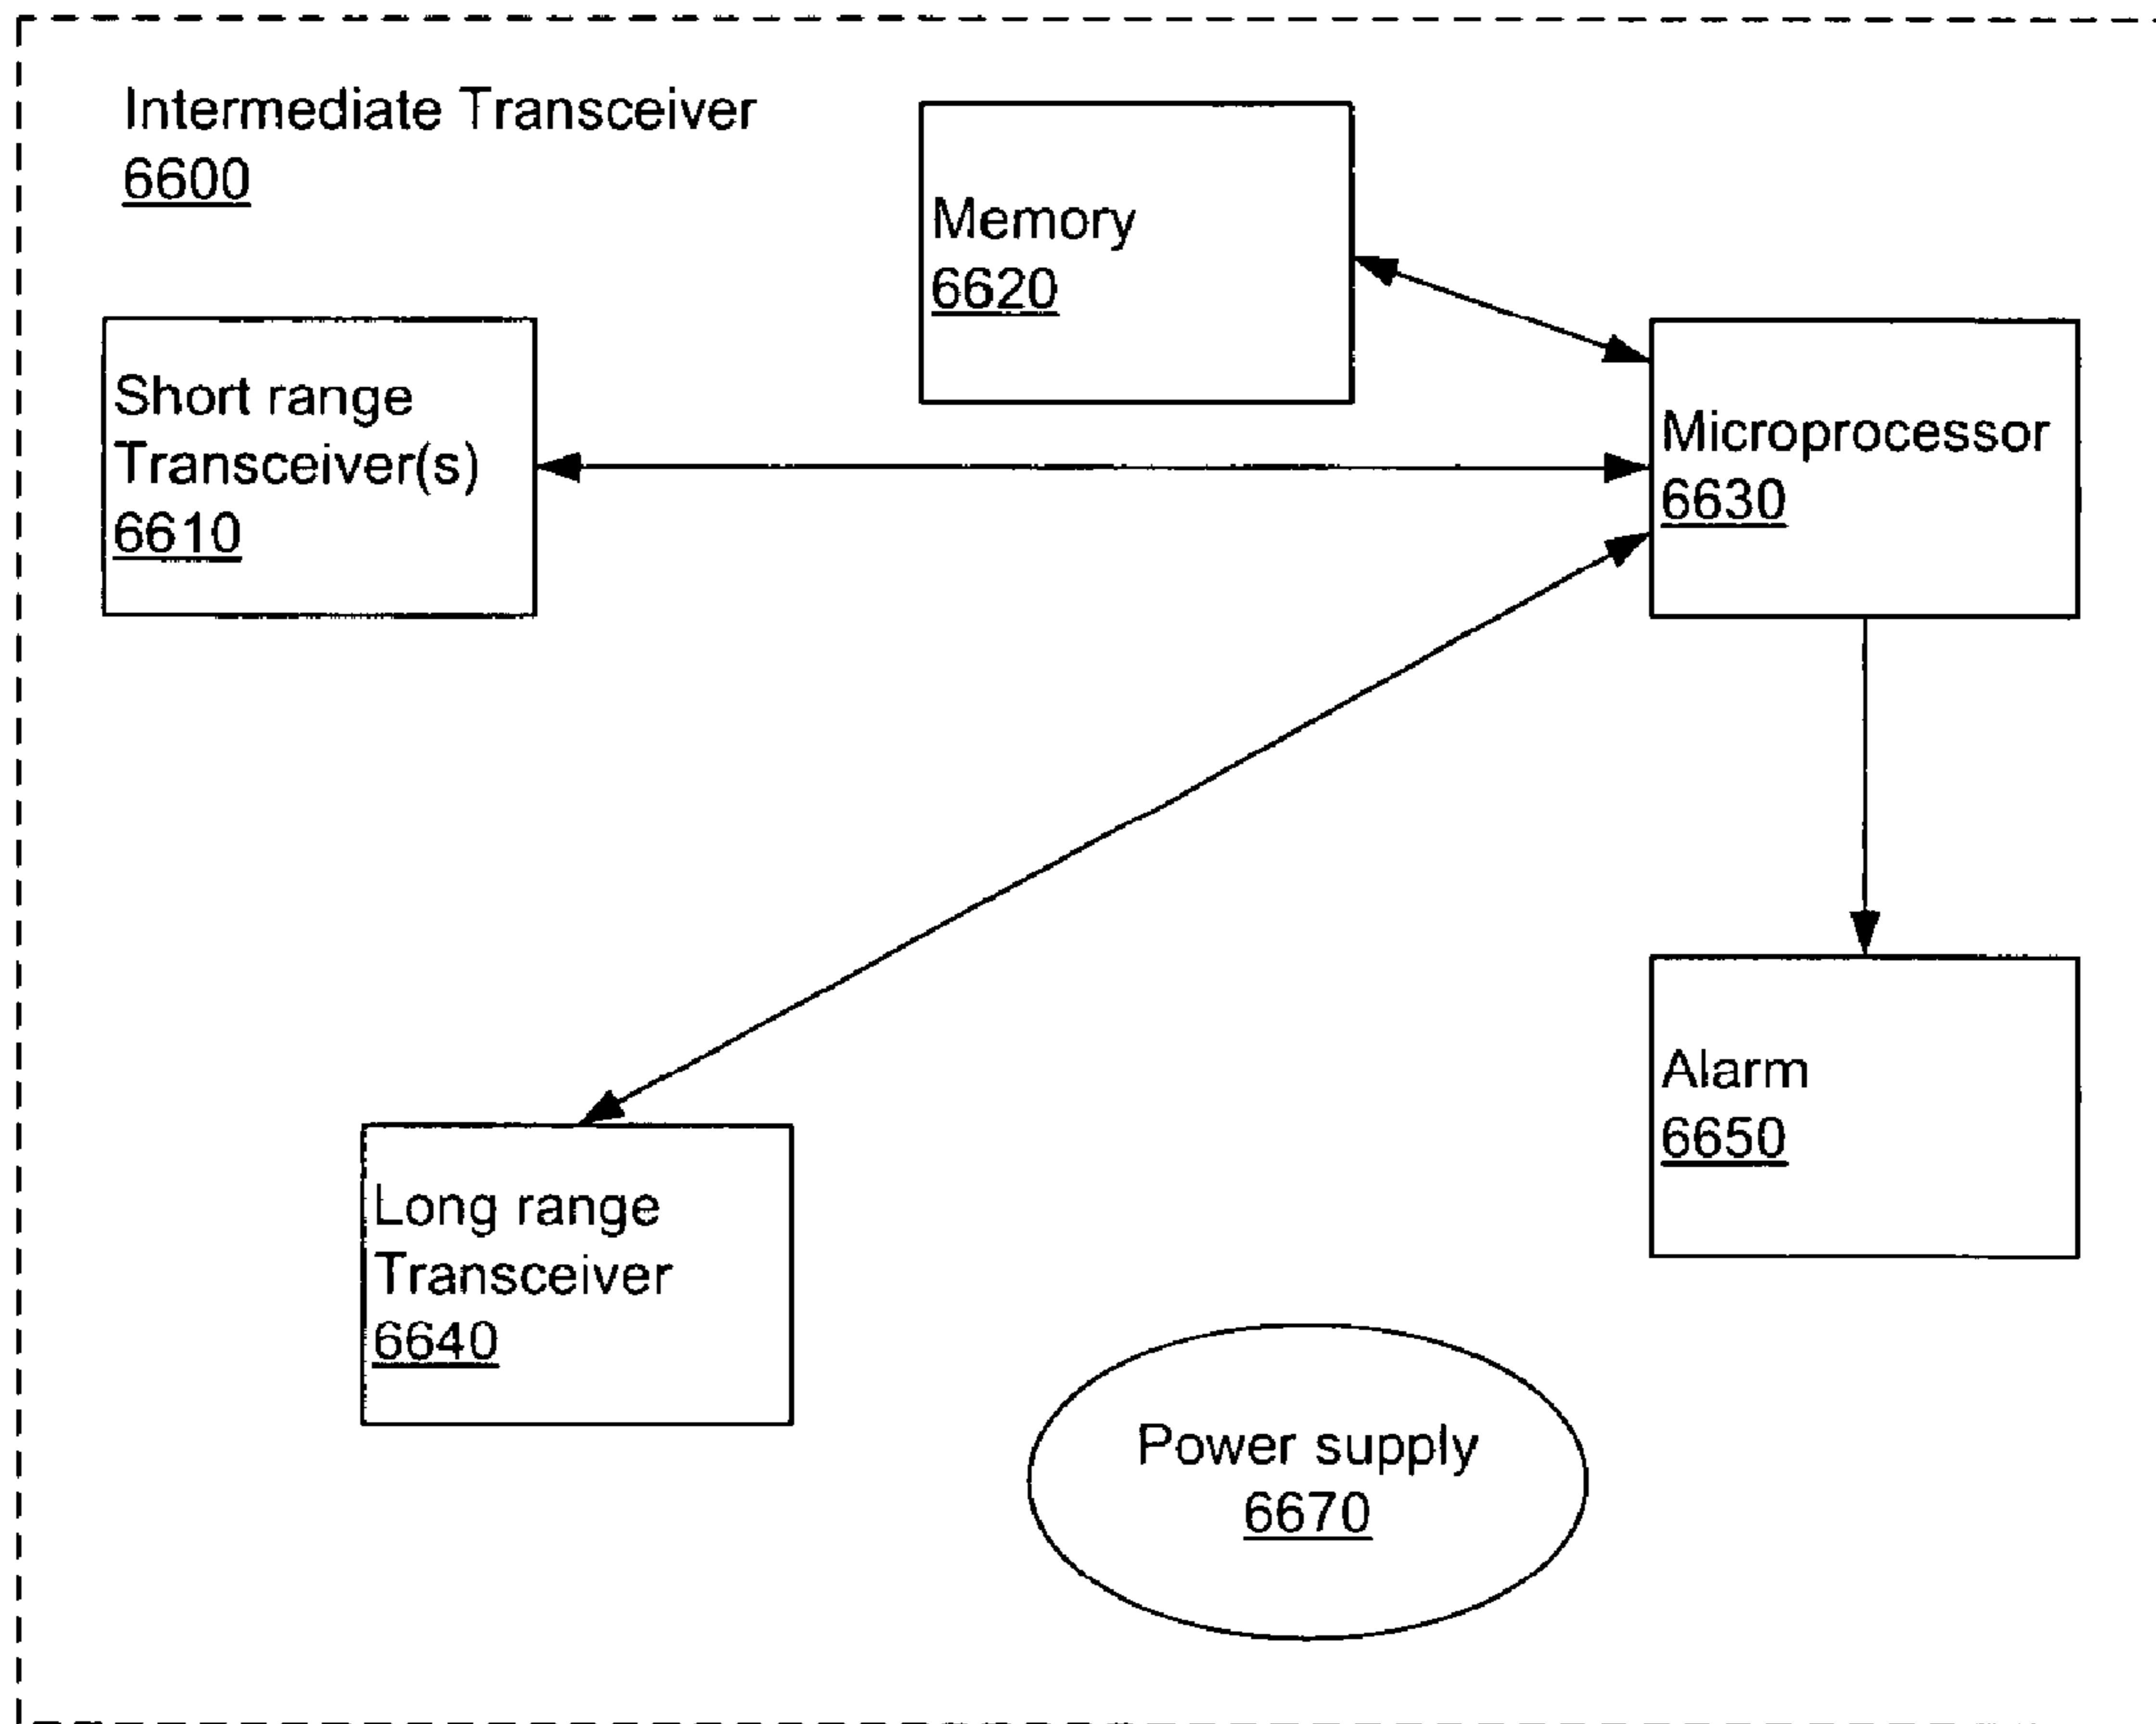 Intermediate Transceiver
6600
Memory
6620
Short range
Transceiver(s)
6610
Microprocessor
6630
Alarm
6650
Long range
Transceiver
6640
Power supply
6670